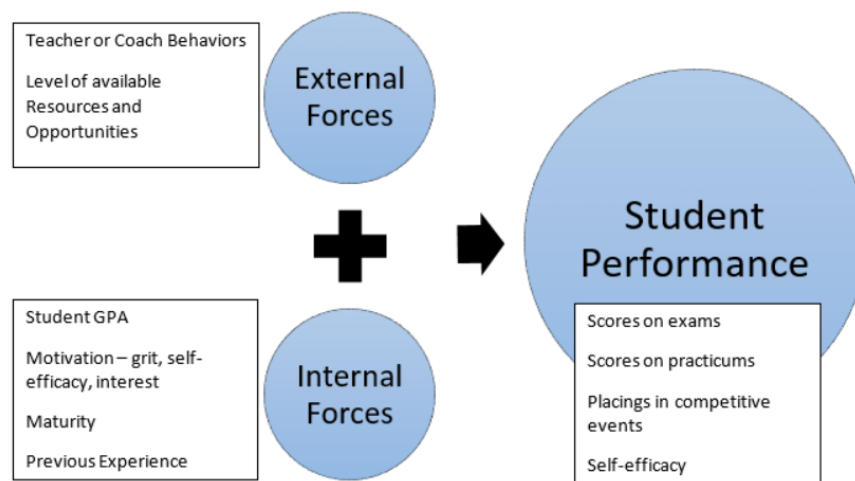 Teacher or Coach Behaviors
Level of available
Resources and
Opportunities
External
Forces
Student GPA
Motivation – grit, self-
efficacy, interest
Maturity
Previous Experience
Internal
Forces
Student
Performance
Scores on exams
Scores on practicums
Placings in competitive
events
Self-efficacy